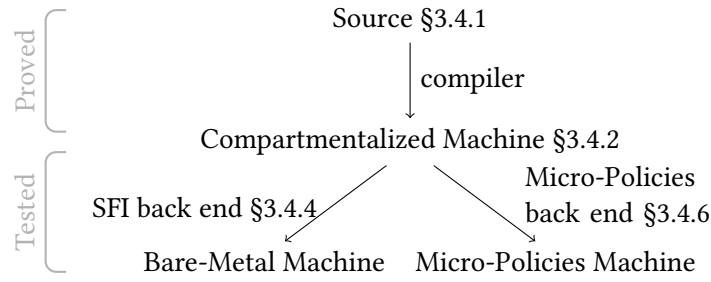 Source §3.4.1
Proved
compiler
Compartmentalized Machine §3.4.2
Tested
SFI back end §3.4.4
Micro-Policies
back end §3.4.6
Bare-Metal Machine
Micro-Policies Machine